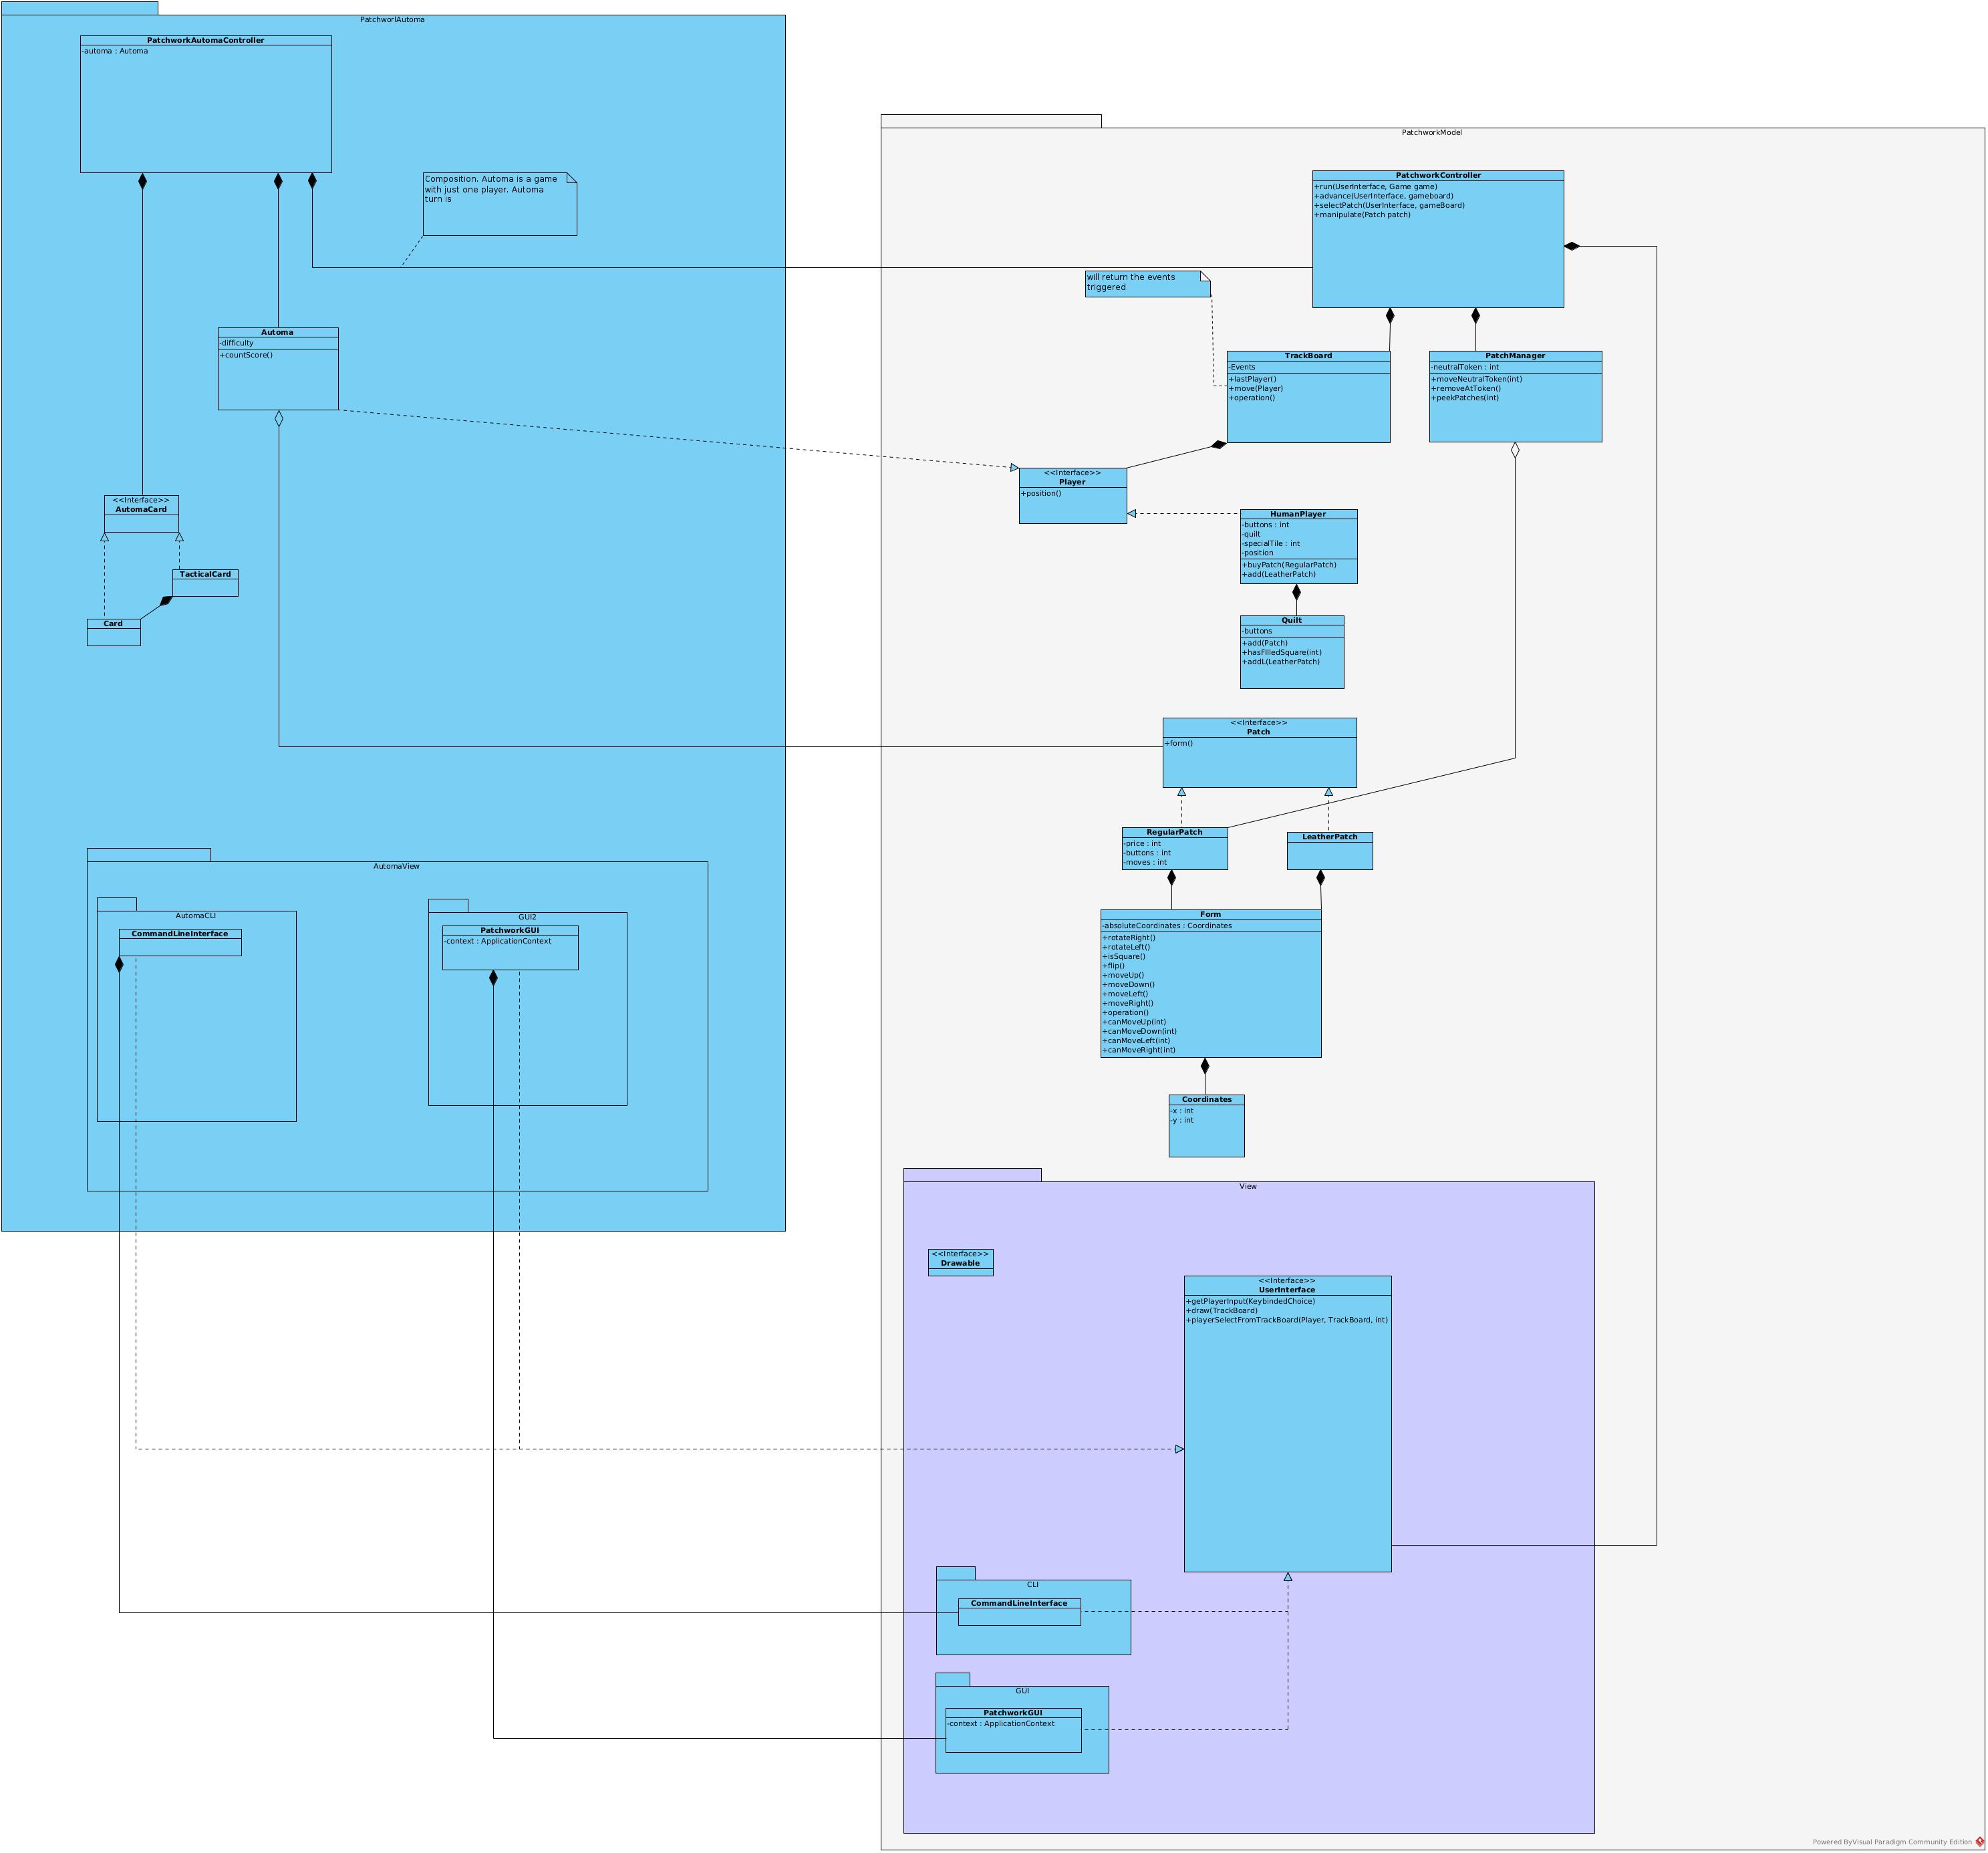 PatchworlAutoma
PatchworkAutomaController
-automa : Automa
Composition. Automa is a game
with just one player. Automa
turn is
Automa
-difficulty
+countScore()
<<Interface>>
AutomaCard
TacticalCard
Card
AutomaView
AutomaCLI
CommandLineInterface
GUI2
PatchworkGUI
-context : ApplicationContext
PatchworkModel
PatchworkController
+run(UserInterface, Game game)
+advance(UserInterface, gameboard)
+selectPatch(UserInterface, gameBoard)
+manipulate(Patch patch)
will return the events
triggered
TrackBoard
-Events
+lastPlayer()
+move(Player)
+operation()
PatchManager
-neutralToken : int
+moveNeutralToken(int)
+removeAtToken()
+peekPatches(int)
<<Interface>>
Player
+position()
HumanPlayer
-buttons : int
-quilt
-specialTile : int
-position
+buyPatch(RegularPatch)
+add(LeatherPatch)
Quilt
-buttons
+add(Patch)
+hasFIlledSquare(int)
+addL(LeatherPatch)
<<Interface>>
Patch
+form()
RegularPatch
-price : int
-buttons : int
-moves : int
LeatherPatch
Form
-absoluteCoordinates : Coordinates
+rotateRight()
+rotateLeft()
+isSquare()
+flip()
+moveUp()
+moveDown()
+moveLeft()
+moveRight()
+operation()
+canMoveUp(int)
+canMoveDown(int)
+canMoveLeft(int)
+canMoveRight(int)
Coordinates
-x : int
-y : int
View
<<Interface>>
Drawable
<<Interface>>
UserInterface
+getPlayerInput(KeybindedChoice)
+draw(TrackBoard)
+playerSelectFromTrackBoard(Player, TrackBoard, int)
CLI
CommandLineInterface
GUI
PatchworkGUI
-context : ApplicationContext
Powered ByVisual Paradigm Community Edition